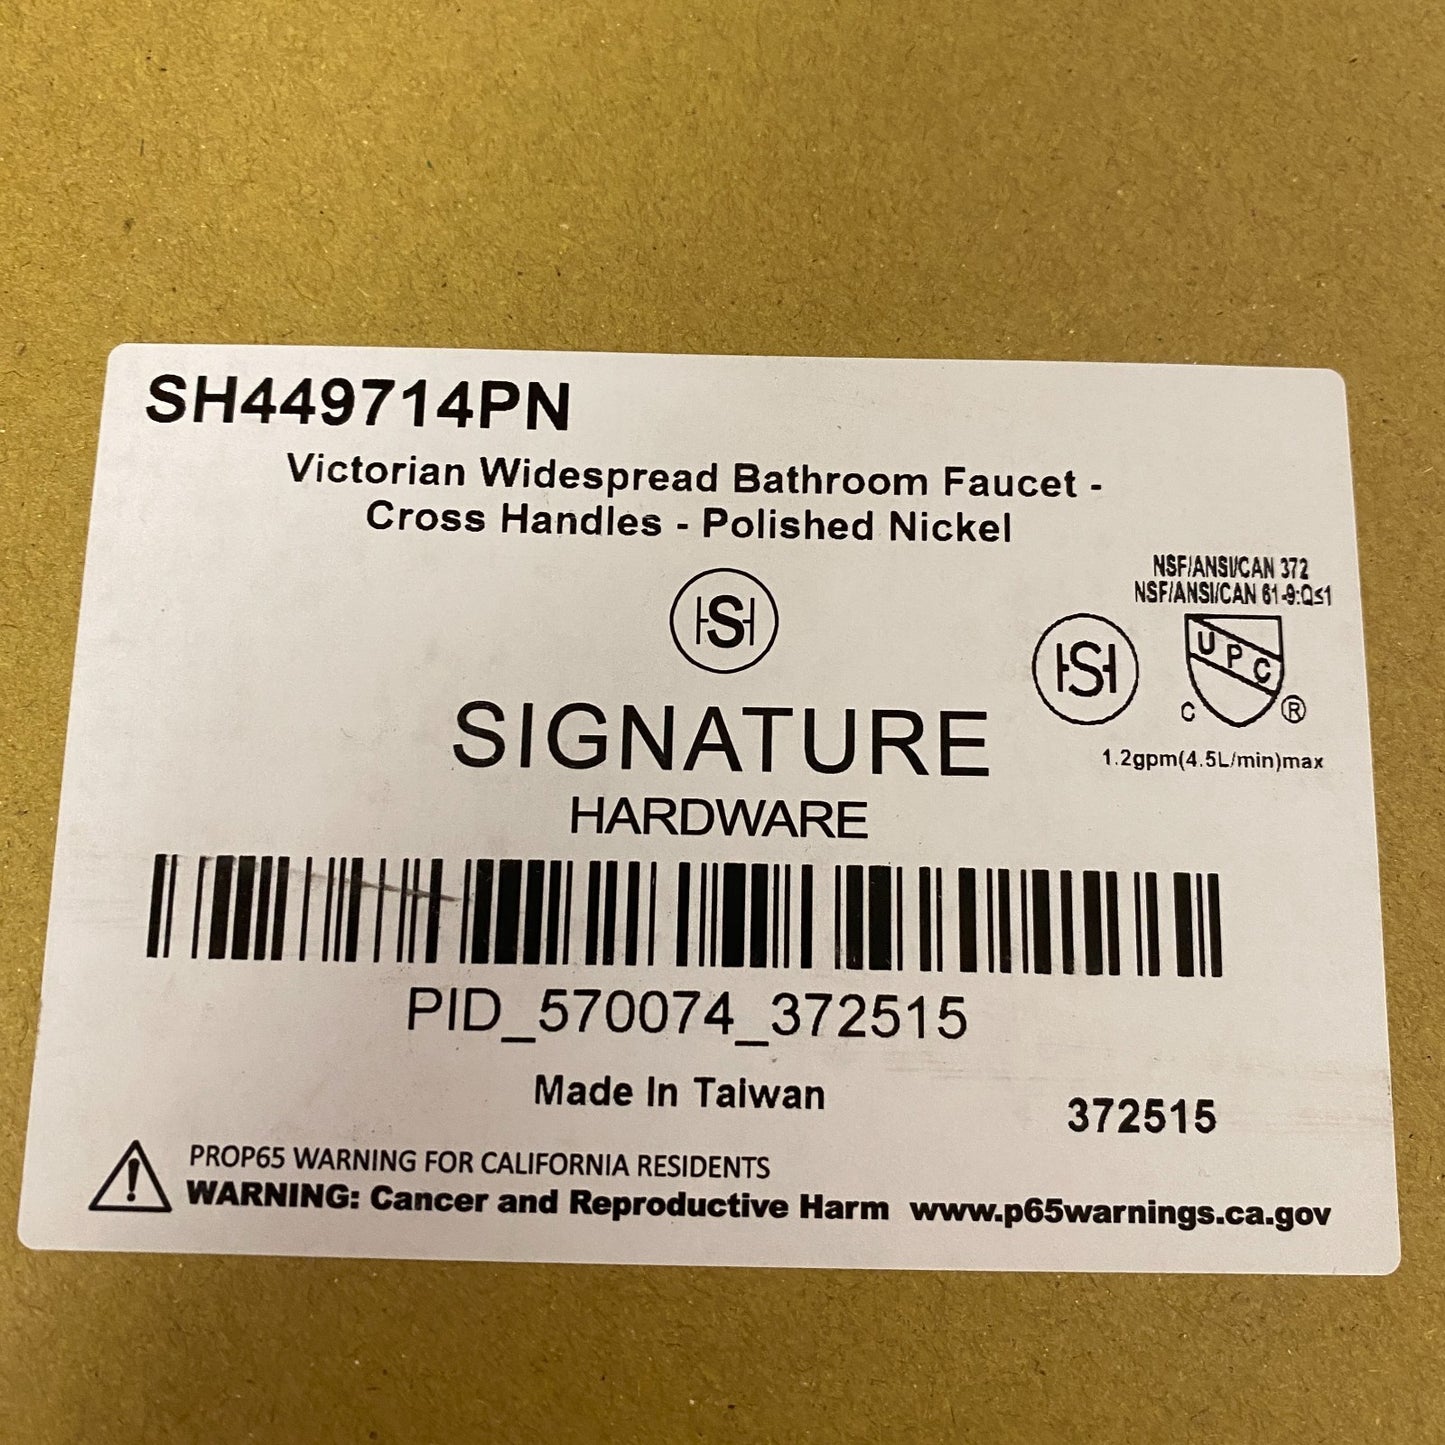 SH449714PN
Victorian Widespread Bathroom Faucet -
Cross Handles - Polished Nickel
NSF/ANSI/CAN 372
NSF/ANSI/CAN 61-9:Q≤1
HSH
HSH
UPC
C ®
SIGNATURE
1.2gpm(4.5L/min)max
HARDWARE
PID_570074_372515
Made In Taiwan
372515
PROP65 WARNING FOR CALIFORNIA RESIDENTS
WARNING: Cancer and Reproductive Harm www.p65warnings.ca.gov